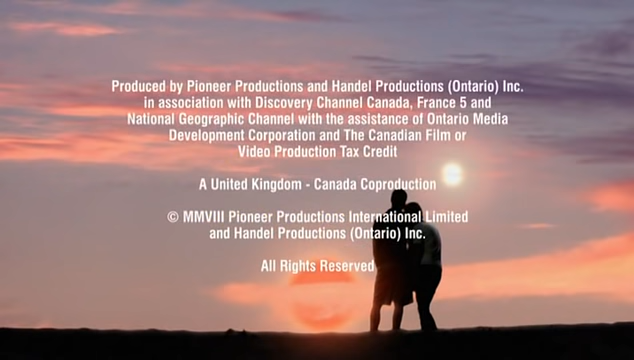 Produced by Pioneer Productions and Handel Productions (Ontario) Inc.
in association with Discovery Channel Canada, France 5 and
National Geographic Channel with the assistance of Ontario Media
Development Corporation and The Canadian Film or
Video Production Tax Credit
A United Kingdom - Canada Coproduction
© MMVIII Pioneer Productions International Limited
and Handel Productions (Ontario) Inc.
All Rights Reserved